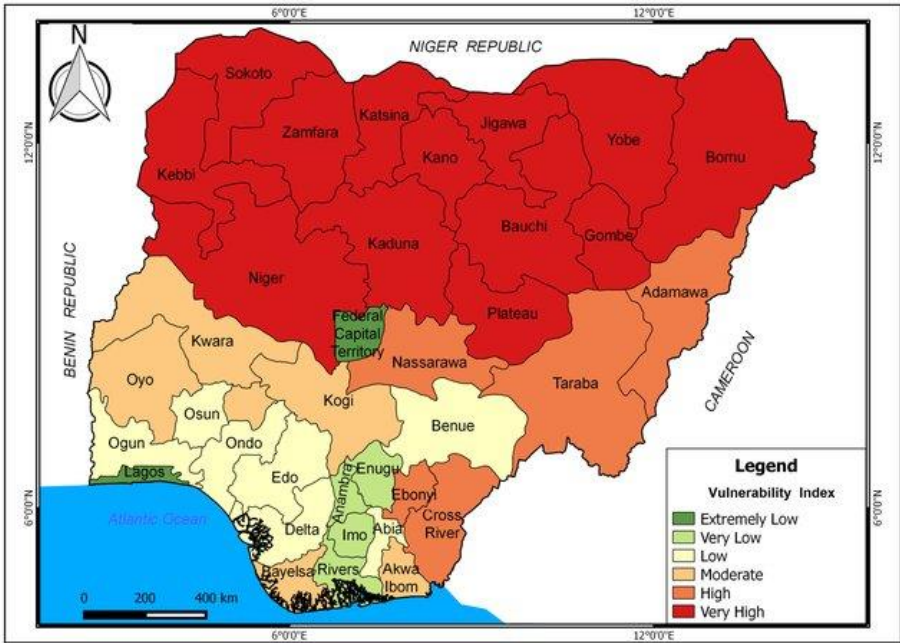 6°0'0"E
12°0'0"E
N
NIGER REPUBLIC
Sokoto
Katsina
Jigawa
Zamfara
Yobe
12°0'0"N
12°0'0"N
Kano
Borno
Kebbi
Bauchi
Gombe
Kaduna
Niger
Adamawa
BENIN REPUBLIC
Federal
Capital
Territory
Plateau
Kwara
Nassarawa
CAMEROON
Oyo
Taraba
Kogi
Osun
Benue
Ogun
Ondo
Legend
Lagos
Edo
Anambra
Enugu
Vulnerability Index
Ebonyi
6°0'0"N
6°0'0"N
Atlantic Ocean
Delta
Imo
Abia
Cross
River
Extremely Low
Very Low
Low
Bayelsa
Rivers
Akwa
Ibom
Moderate
High
Very High
0 200 400 km
6°0'0"E
12°0'0"E